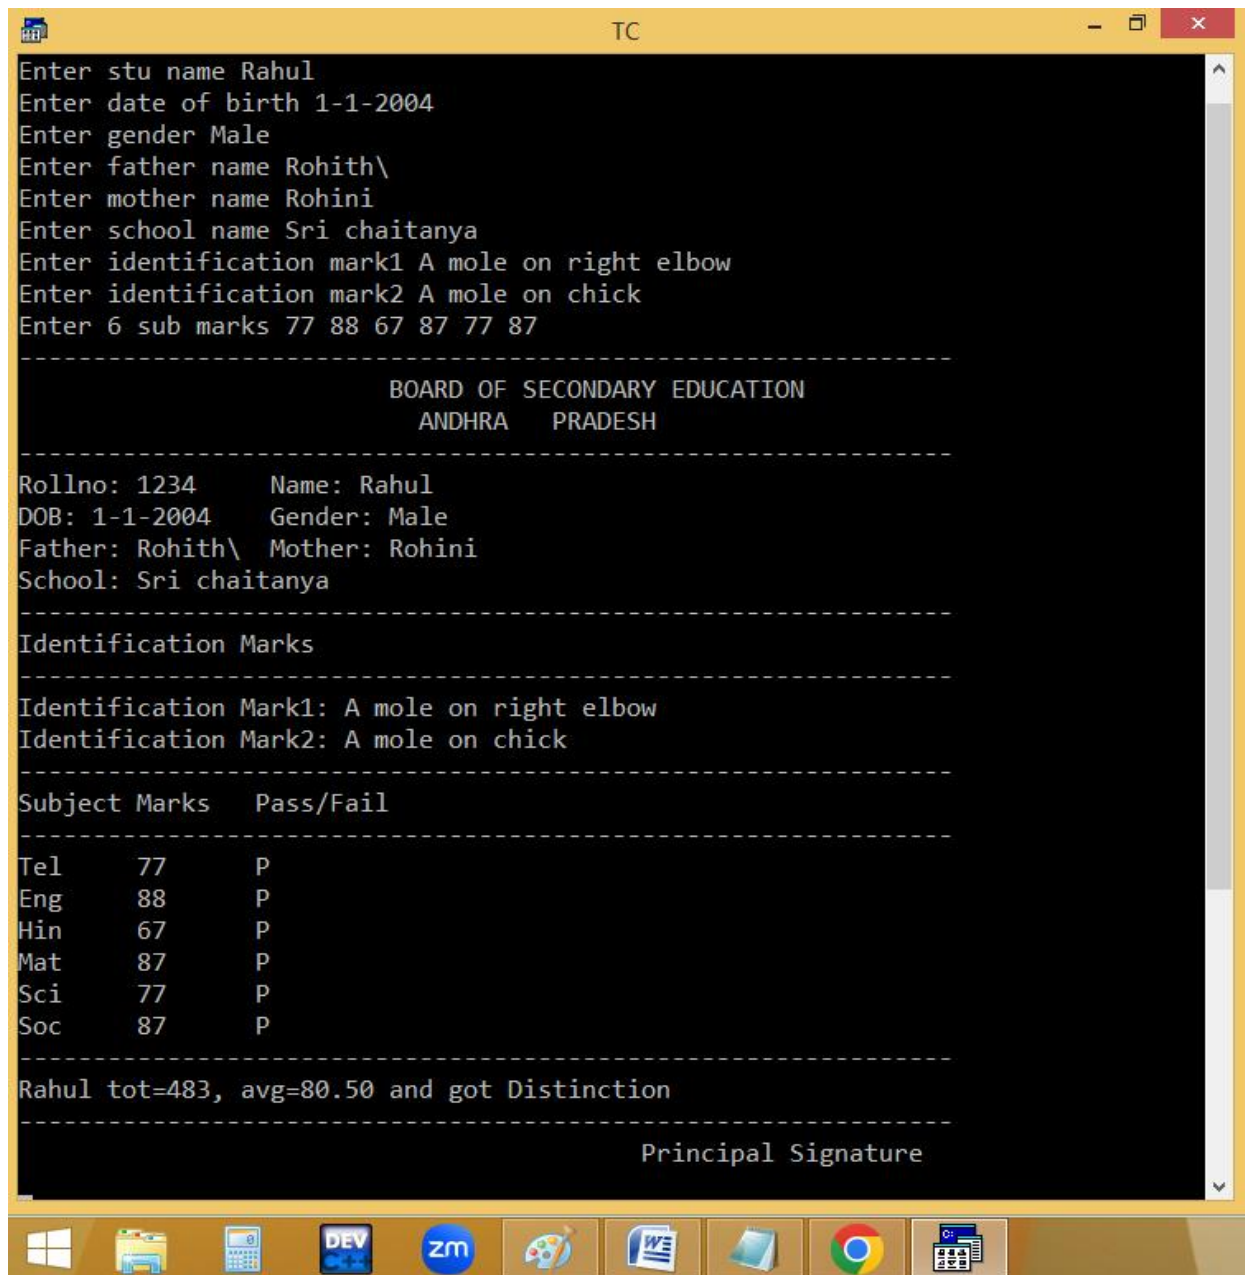 TC
Enter stu name Rahul
Enter date of birth 1-1-2004
Enter gender Male
Enter father name Rohith\
Enter mother name Rohini
Enter school name Sri chaitanya
Enter identification mark1 A mole on right elbow
Enter identification mark2 A mole on chick
Enter 6 sub marks 77 88 67 87 77 87
---------------------------------------------------------------
BOARD OF SECONDARY EDUCATION
ANDHRA   PRADESH
---------------------------------------------------------------
Rollno: 1234     Name: Rahul
DOB: 1-1-2004    Gender: Male
Father: Rohith\  Mother: Rohini
School: Sri chaitanya
---------------------------------------------------------------
Identification Marks
---------------------------------------------------------------
Identification Mark1: A mole on right elbow
Identification Mark2: A mole on chick
---------------------------------------------------------------
Subject Marks   Pass/Fail
---------------------------------------------------------------
Tel     77      P
Eng     88      P
Hin     67      P
Mat     87      P
Sci     77      P
Soc     87      P
---------------------------------------------------------------
Rahul tot=483, avg=80.50 and got Distinction
---------------------------------------------------------------
Principal Signature
DEV C++ zm W C: